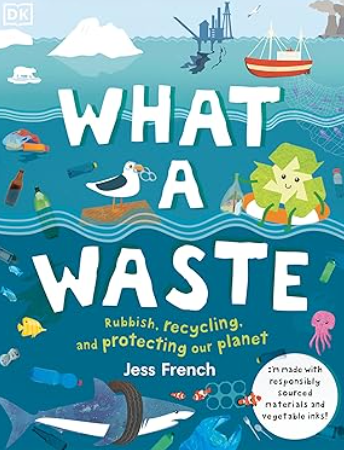 DK
WHAT
A
WASTE
Rubbish, recycling,
and protecting our planet
Jess French
I'm made with
responsibly
sourced
materials and
vegetable inks!